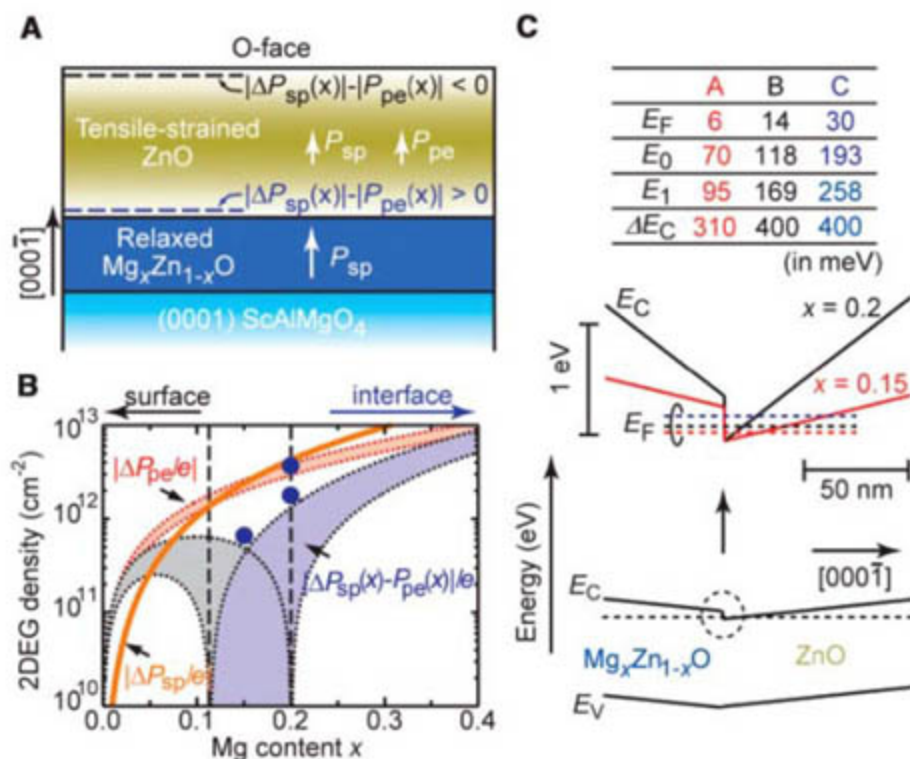 A
O-face
|ΔPsp(x)|-|Ppe(x)| < 0
Tensile-strained
ZnO
Psp
Ppe
|ΔPsp(x)|-|Ppe(x)| > 0
[0001̄]
Relaxed
MgxZn1-xO
Psp
(0001) ScAlMgO4
B
surface
interface
2DEG density (cm-2)
10^13
10^12
10^11
10^10
|ΔPpe/e|
|ΔPsp(x)-Ppe(x)|/e
|ΔPsp/e|
0.0 0.1 0.2 0.3 0.4
Mg content x
C
A B C
EF 6 14 30
E0 70 118 193
E1 95 169 258
ΔEC 310 400 400
(in meV)
EC
x = 0.2
1 eV
x = 0.15
EF
50 nm
Energy (eV)
[0001̄]
EC
MgxZn1-xO
ZnO
EV